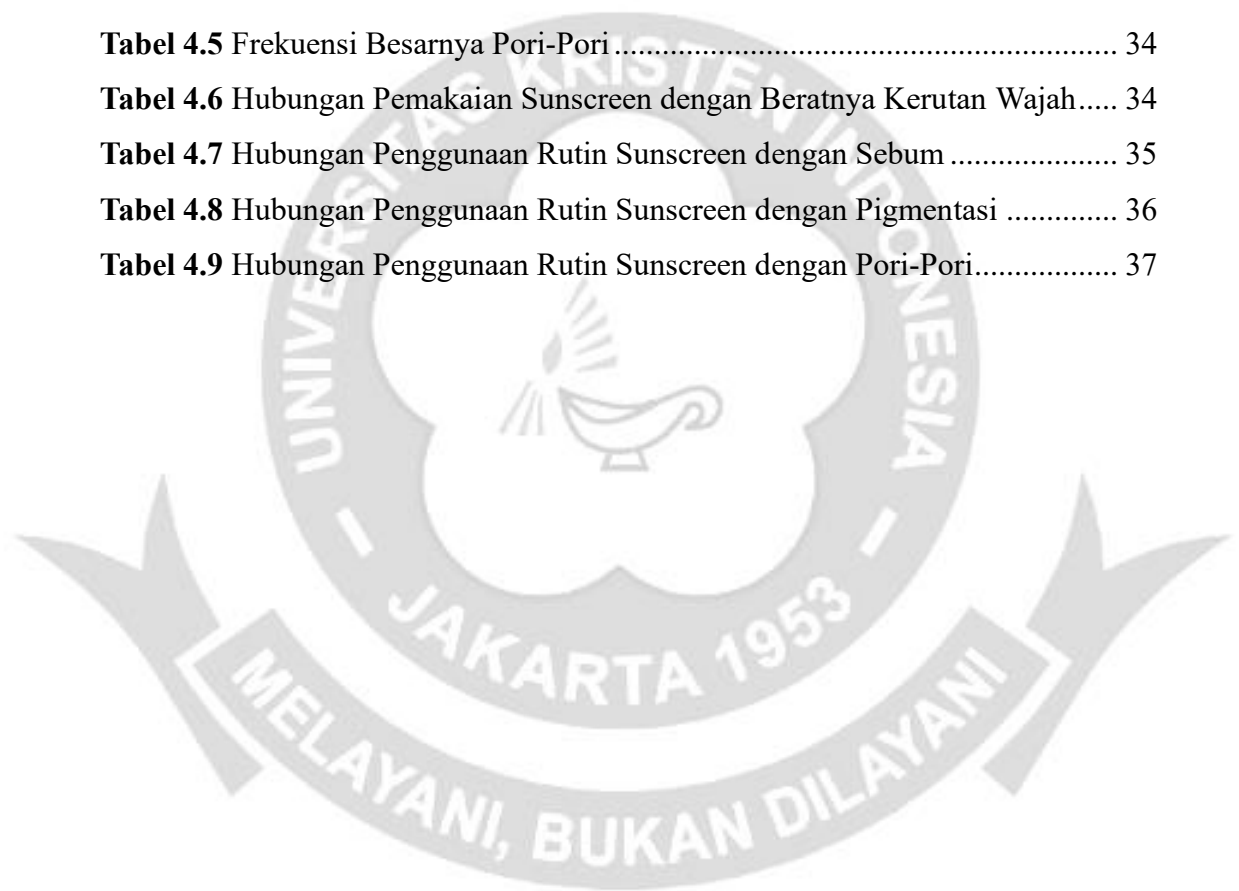 Tabel 4.5 Frekuensi Besarnya Pori-Pori ........................................................................ 34
Tabel 4.6 Hubungan Pemakaian Sunscreen dengan Beratnya Kerutan Wajah ..... 34
Tabel 4.7 Hubungan Penggunaan Rutin Sunscreen dengan Sebum ..................... 35
Tabel 4.8 Hubungan Penggunaan Rutin Sunscreen dengan Pigmentasi .............. 36
Tabel 4.9 Hubungan Penggunaan Rutin Sunscreen dengan Pori-Pori .................. 37
UNIVERSITAS KRISTEN INDONESIA
- JAKARTA 1953 -
MELAYANI, BUKAN DILAYANI